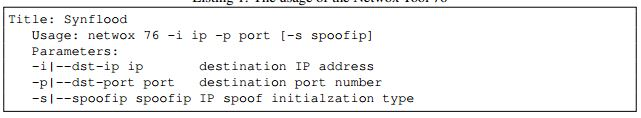 Listing 1: The usage of the Netwox Tool 76
Title: Synflood
Usage: netwox 76 -i ip -p port [-s spoofip]
Parameters:
-i|--dst-ip ip destination IP address
-p|--dst-port port destination port number
-s|--spoofip spoofip IP spoof initialzation type